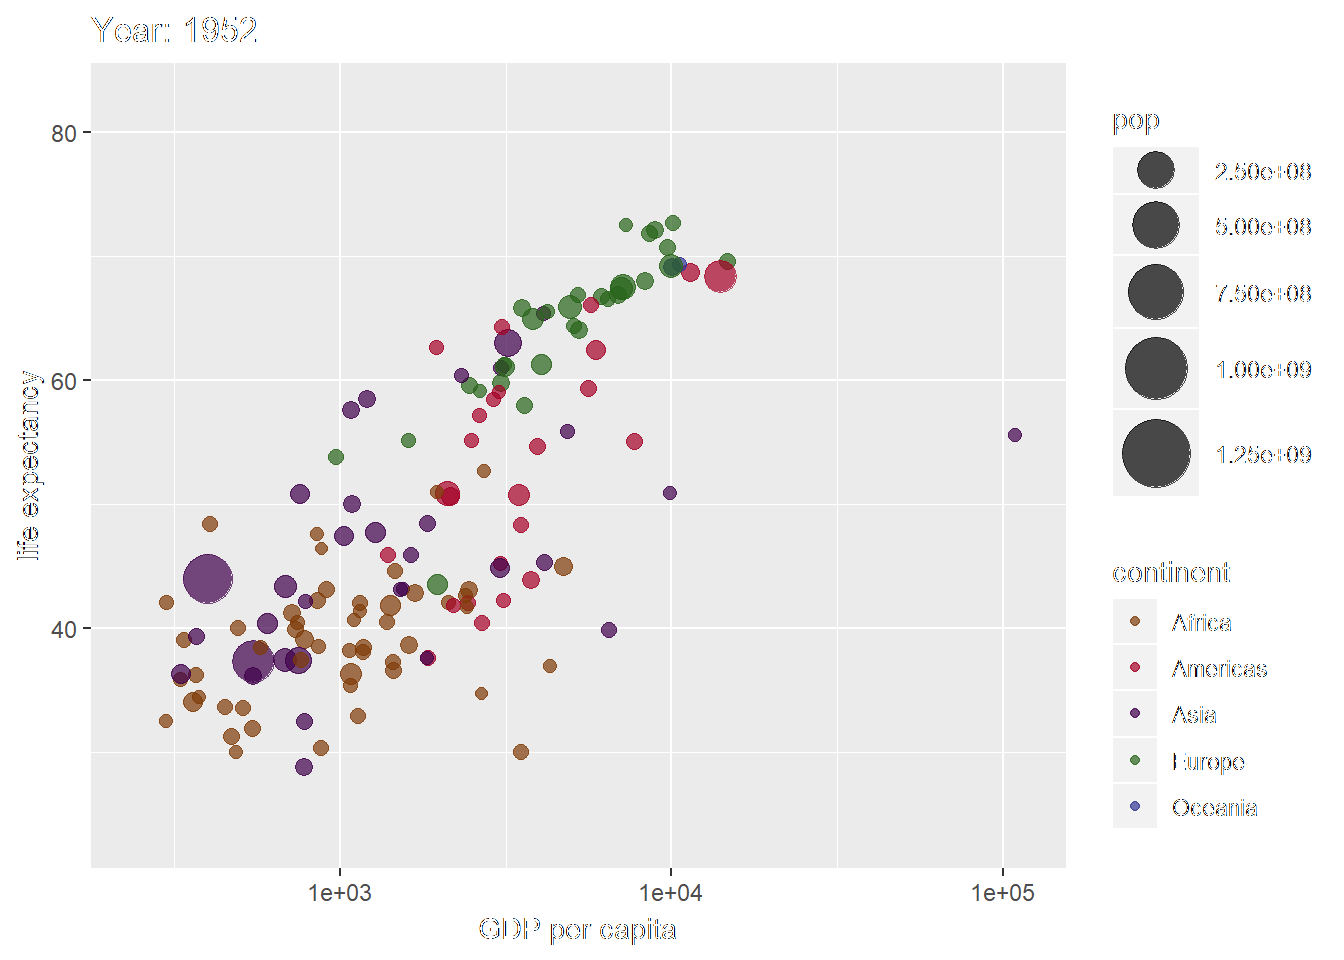 Year: 1952
80
60
40
life expectancy
1e+03
1e+04
1e+05
GDP per capita
pop
2.50e+08
5.00e+08
7.50e+08
1.00e+09
1.25e+09
continent
Africa
Americas
Asia
Europe
Oceania